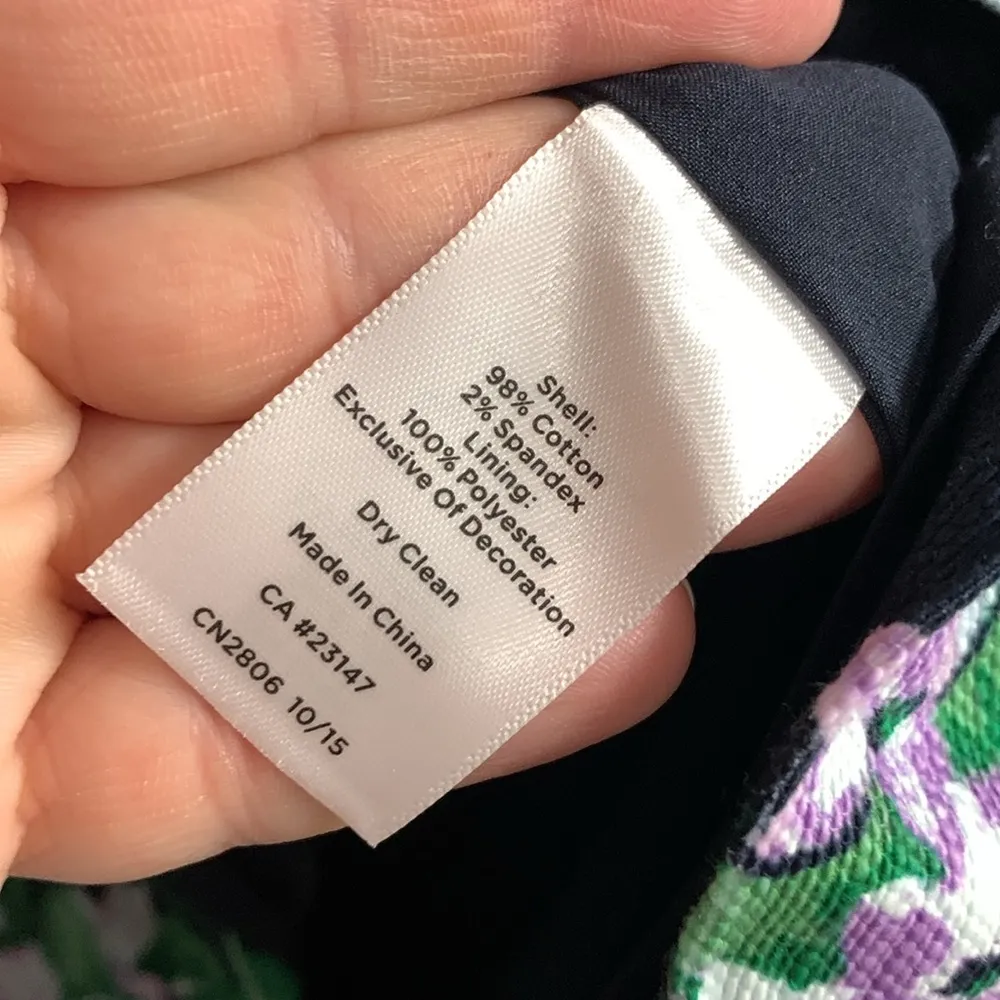 Shell:
98% Cotton
2% Spandex
Lining:
100% Polyester
Exclusive Of Decoration
Dry Clean
Made In China
CA #23147
CN2806 10/15